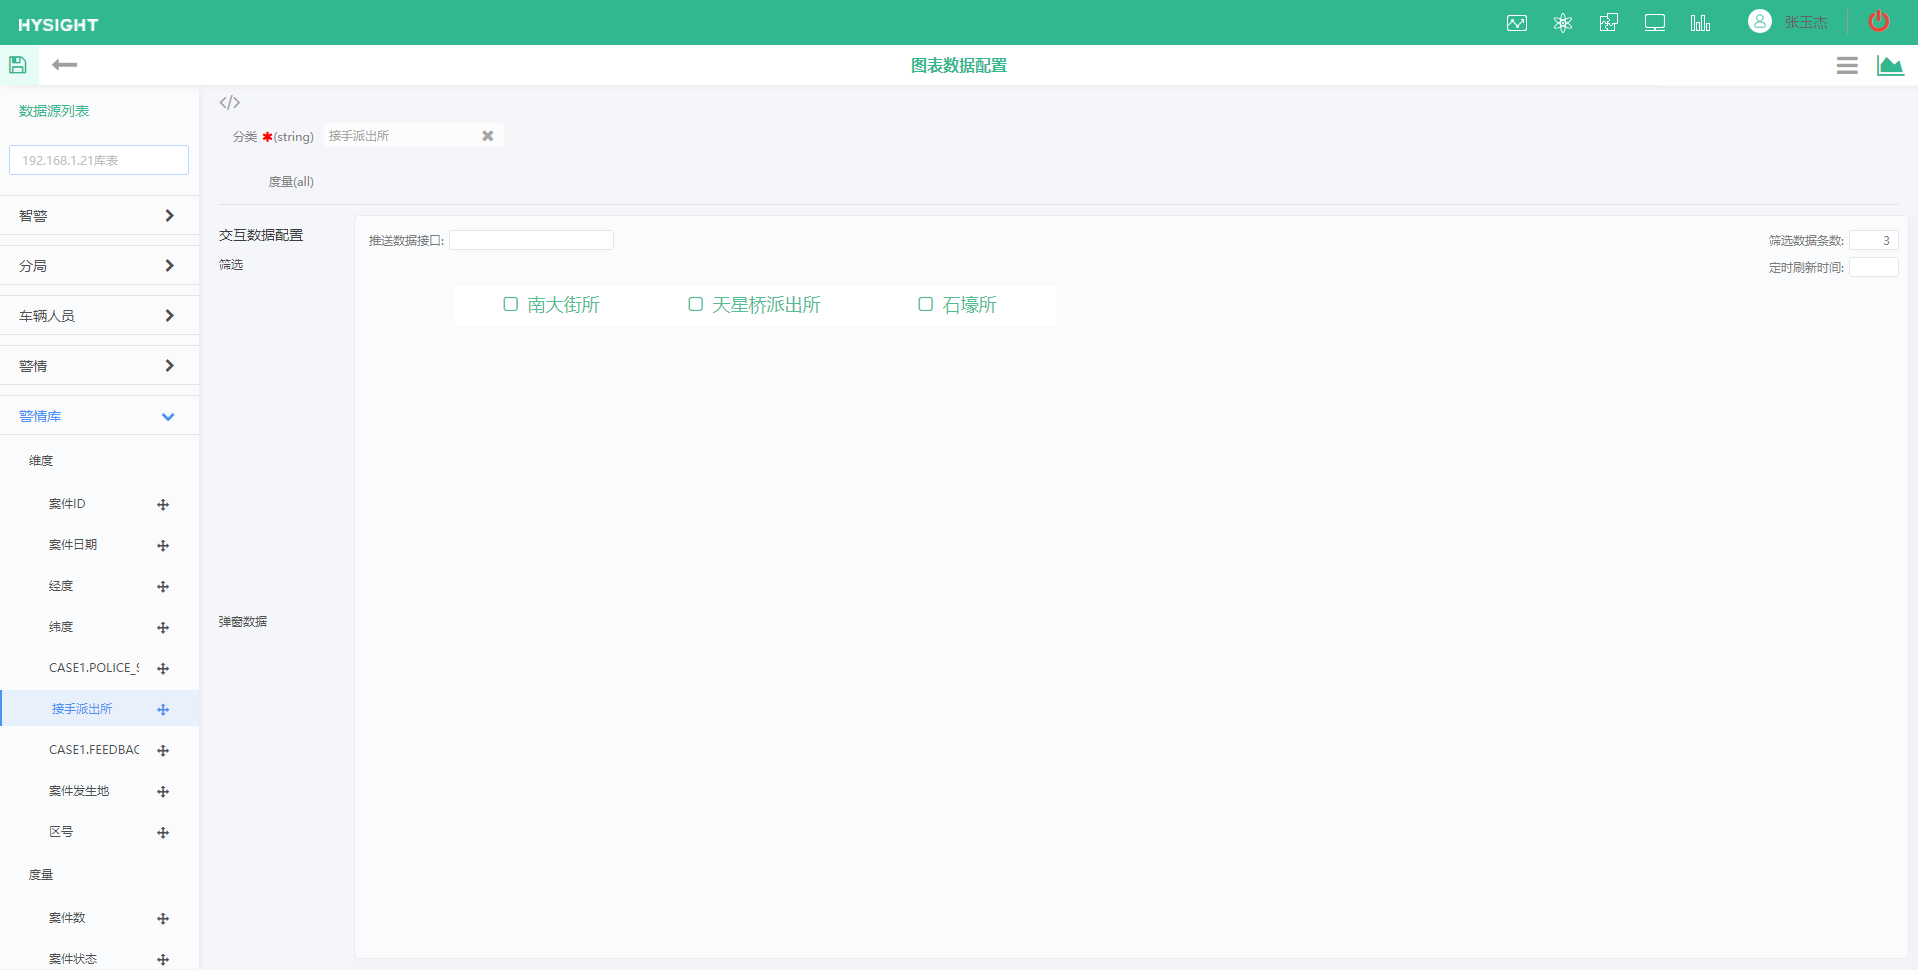 HYSIGHT
张玉杰
图表数据配置
数据源列表
192.168.1.21库表
智警
分局
车辆人员
警情
警情库
维度
案件ID
案件日期
经度
纬度
CASE1.POLICE_S
接手派出所
CASE1.FEEDBAC
案件发生地
区号
度量
案件数
案件状态
</>
分类 ✱(string) 接手派出所
度量(all)
交互数据配置
筛选
弹窗数据
推送数据接口:
筛选数据条数: 3
定时刷新时间:
南大街所 天星桥派出所 石壕所